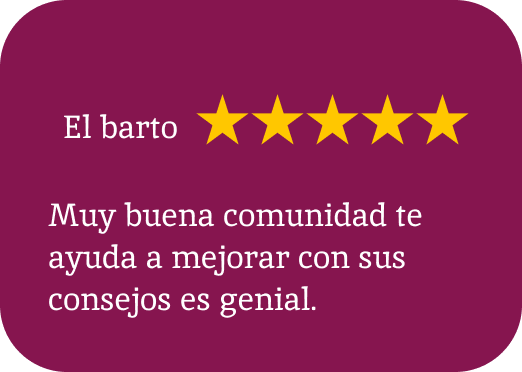 El barto
Muy buena comunidad te
ayuda a mejorar con sus
consejos es genial.